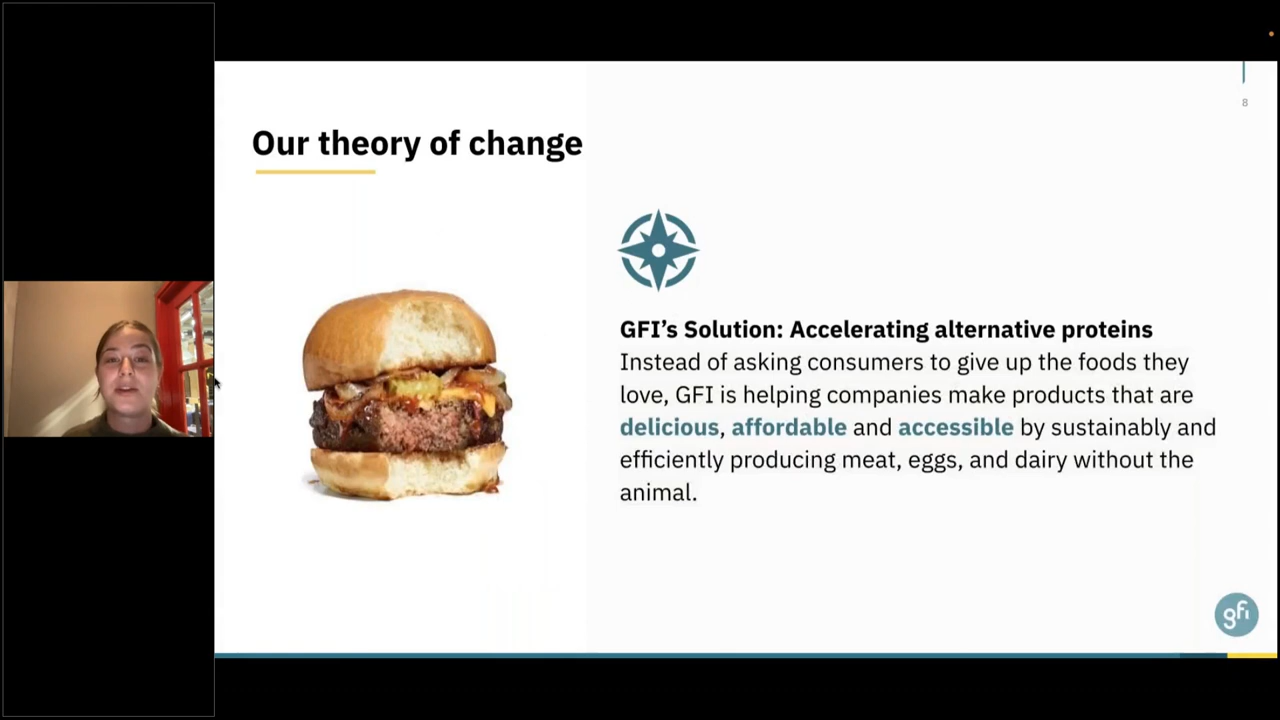 8
Our theory of change
GFI’s Solution: Accelerating alternative proteins
Instead of asking consumers to give up the foods they
love, GFI is helping companies make products that are
delicious, affordable and accessible by sustainably and
efficiently producing meat, eggs, and dairy without the
animal.
gfi